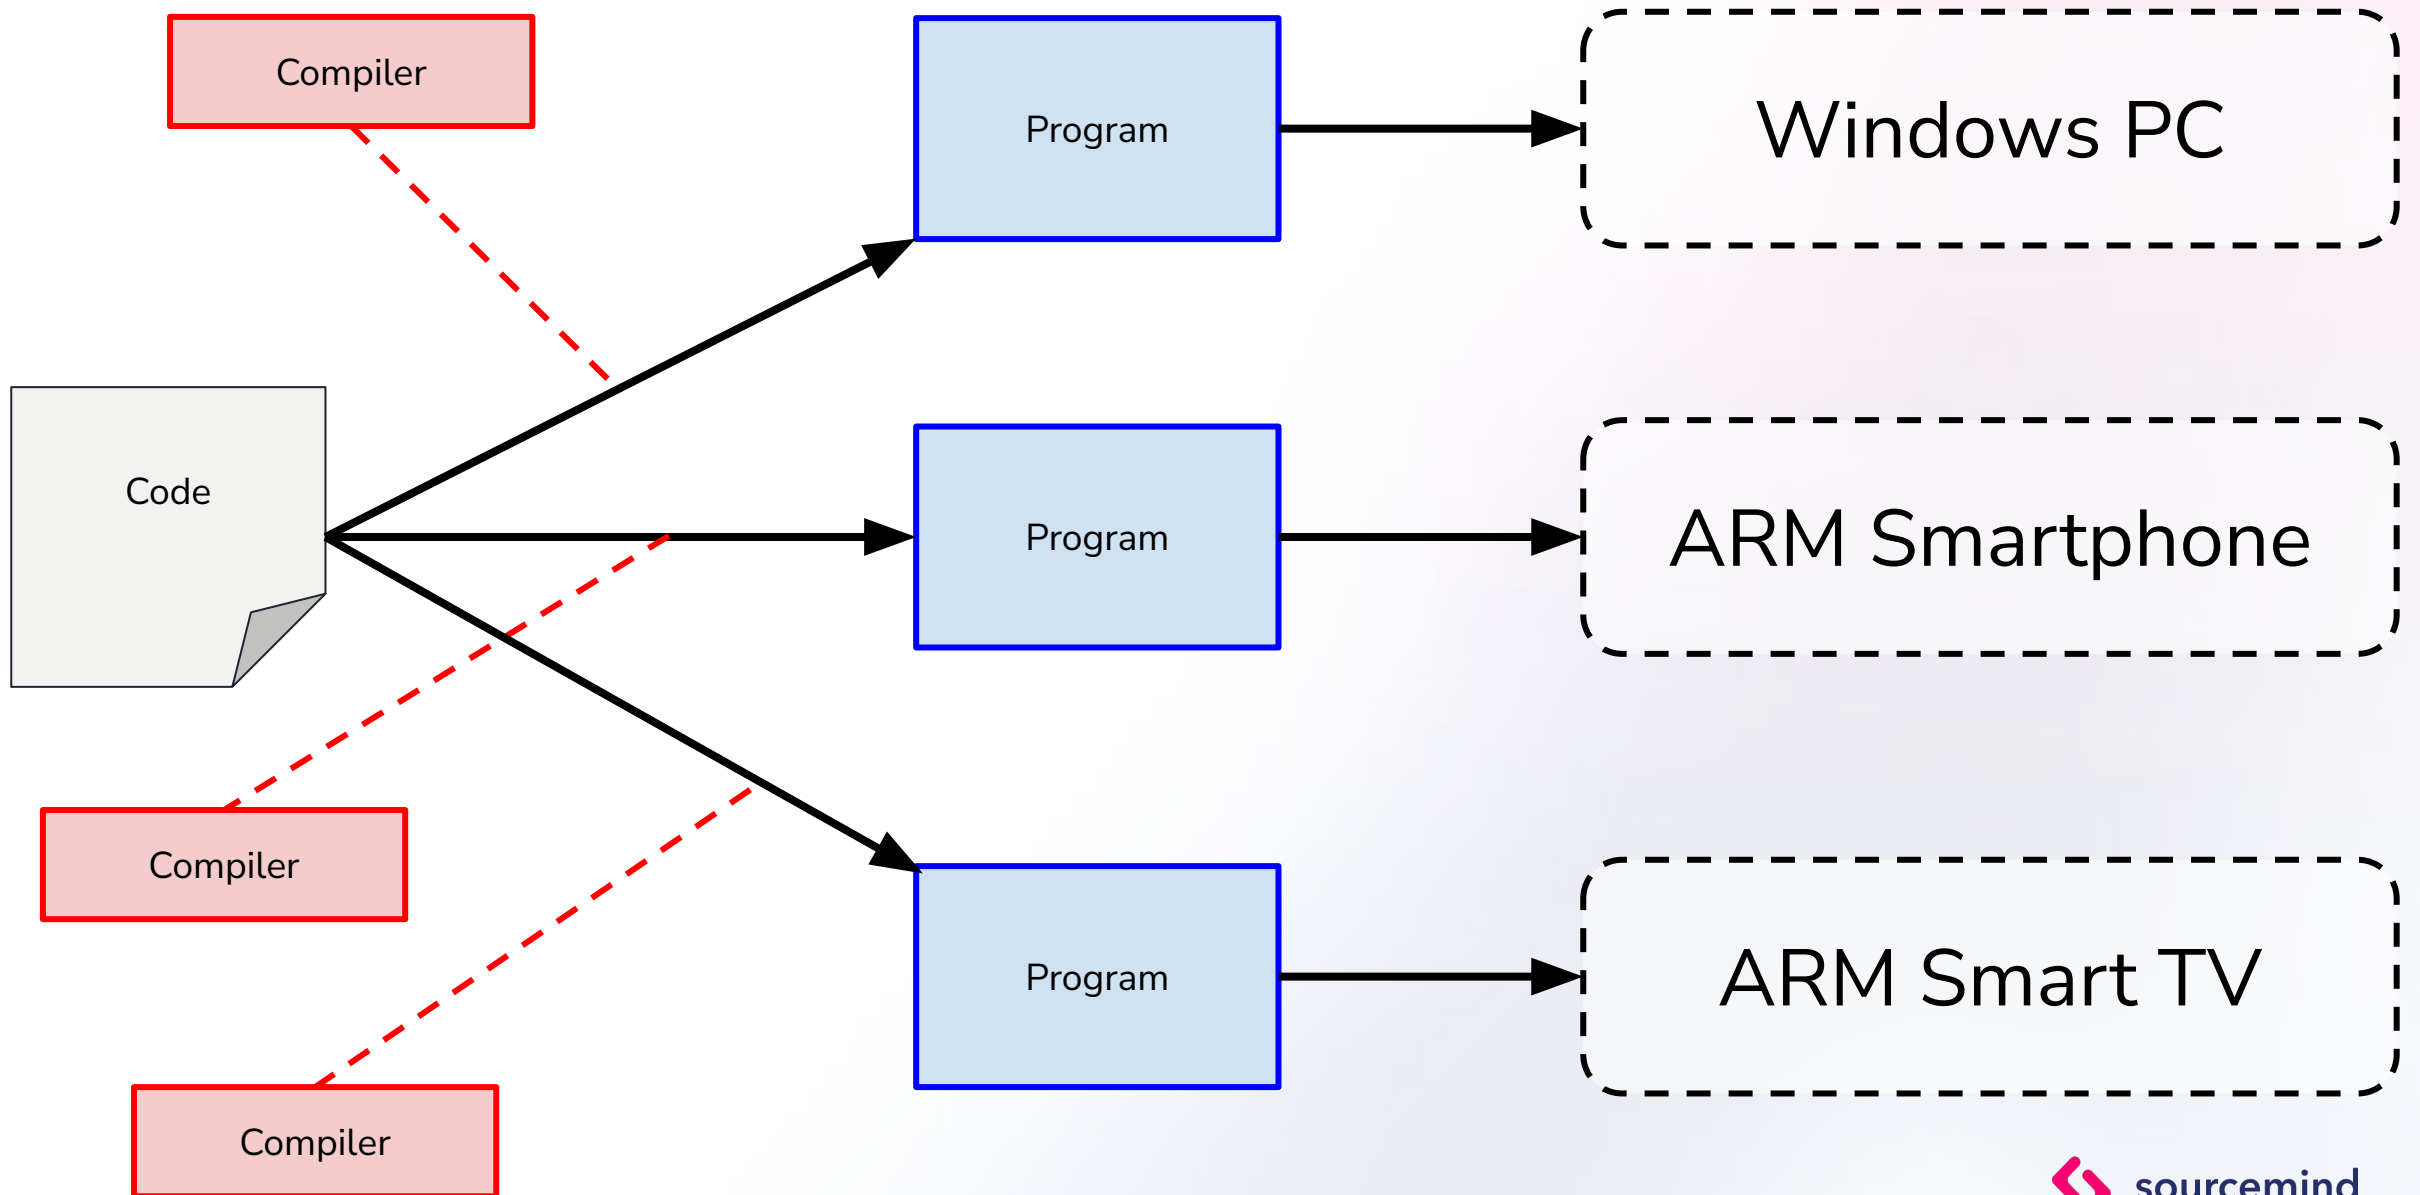 Compiler
Program
Windows PC
Code
Program
ARM Smartphone
Compiler
Program
ARM Smart TV
Compiler
sourcemind